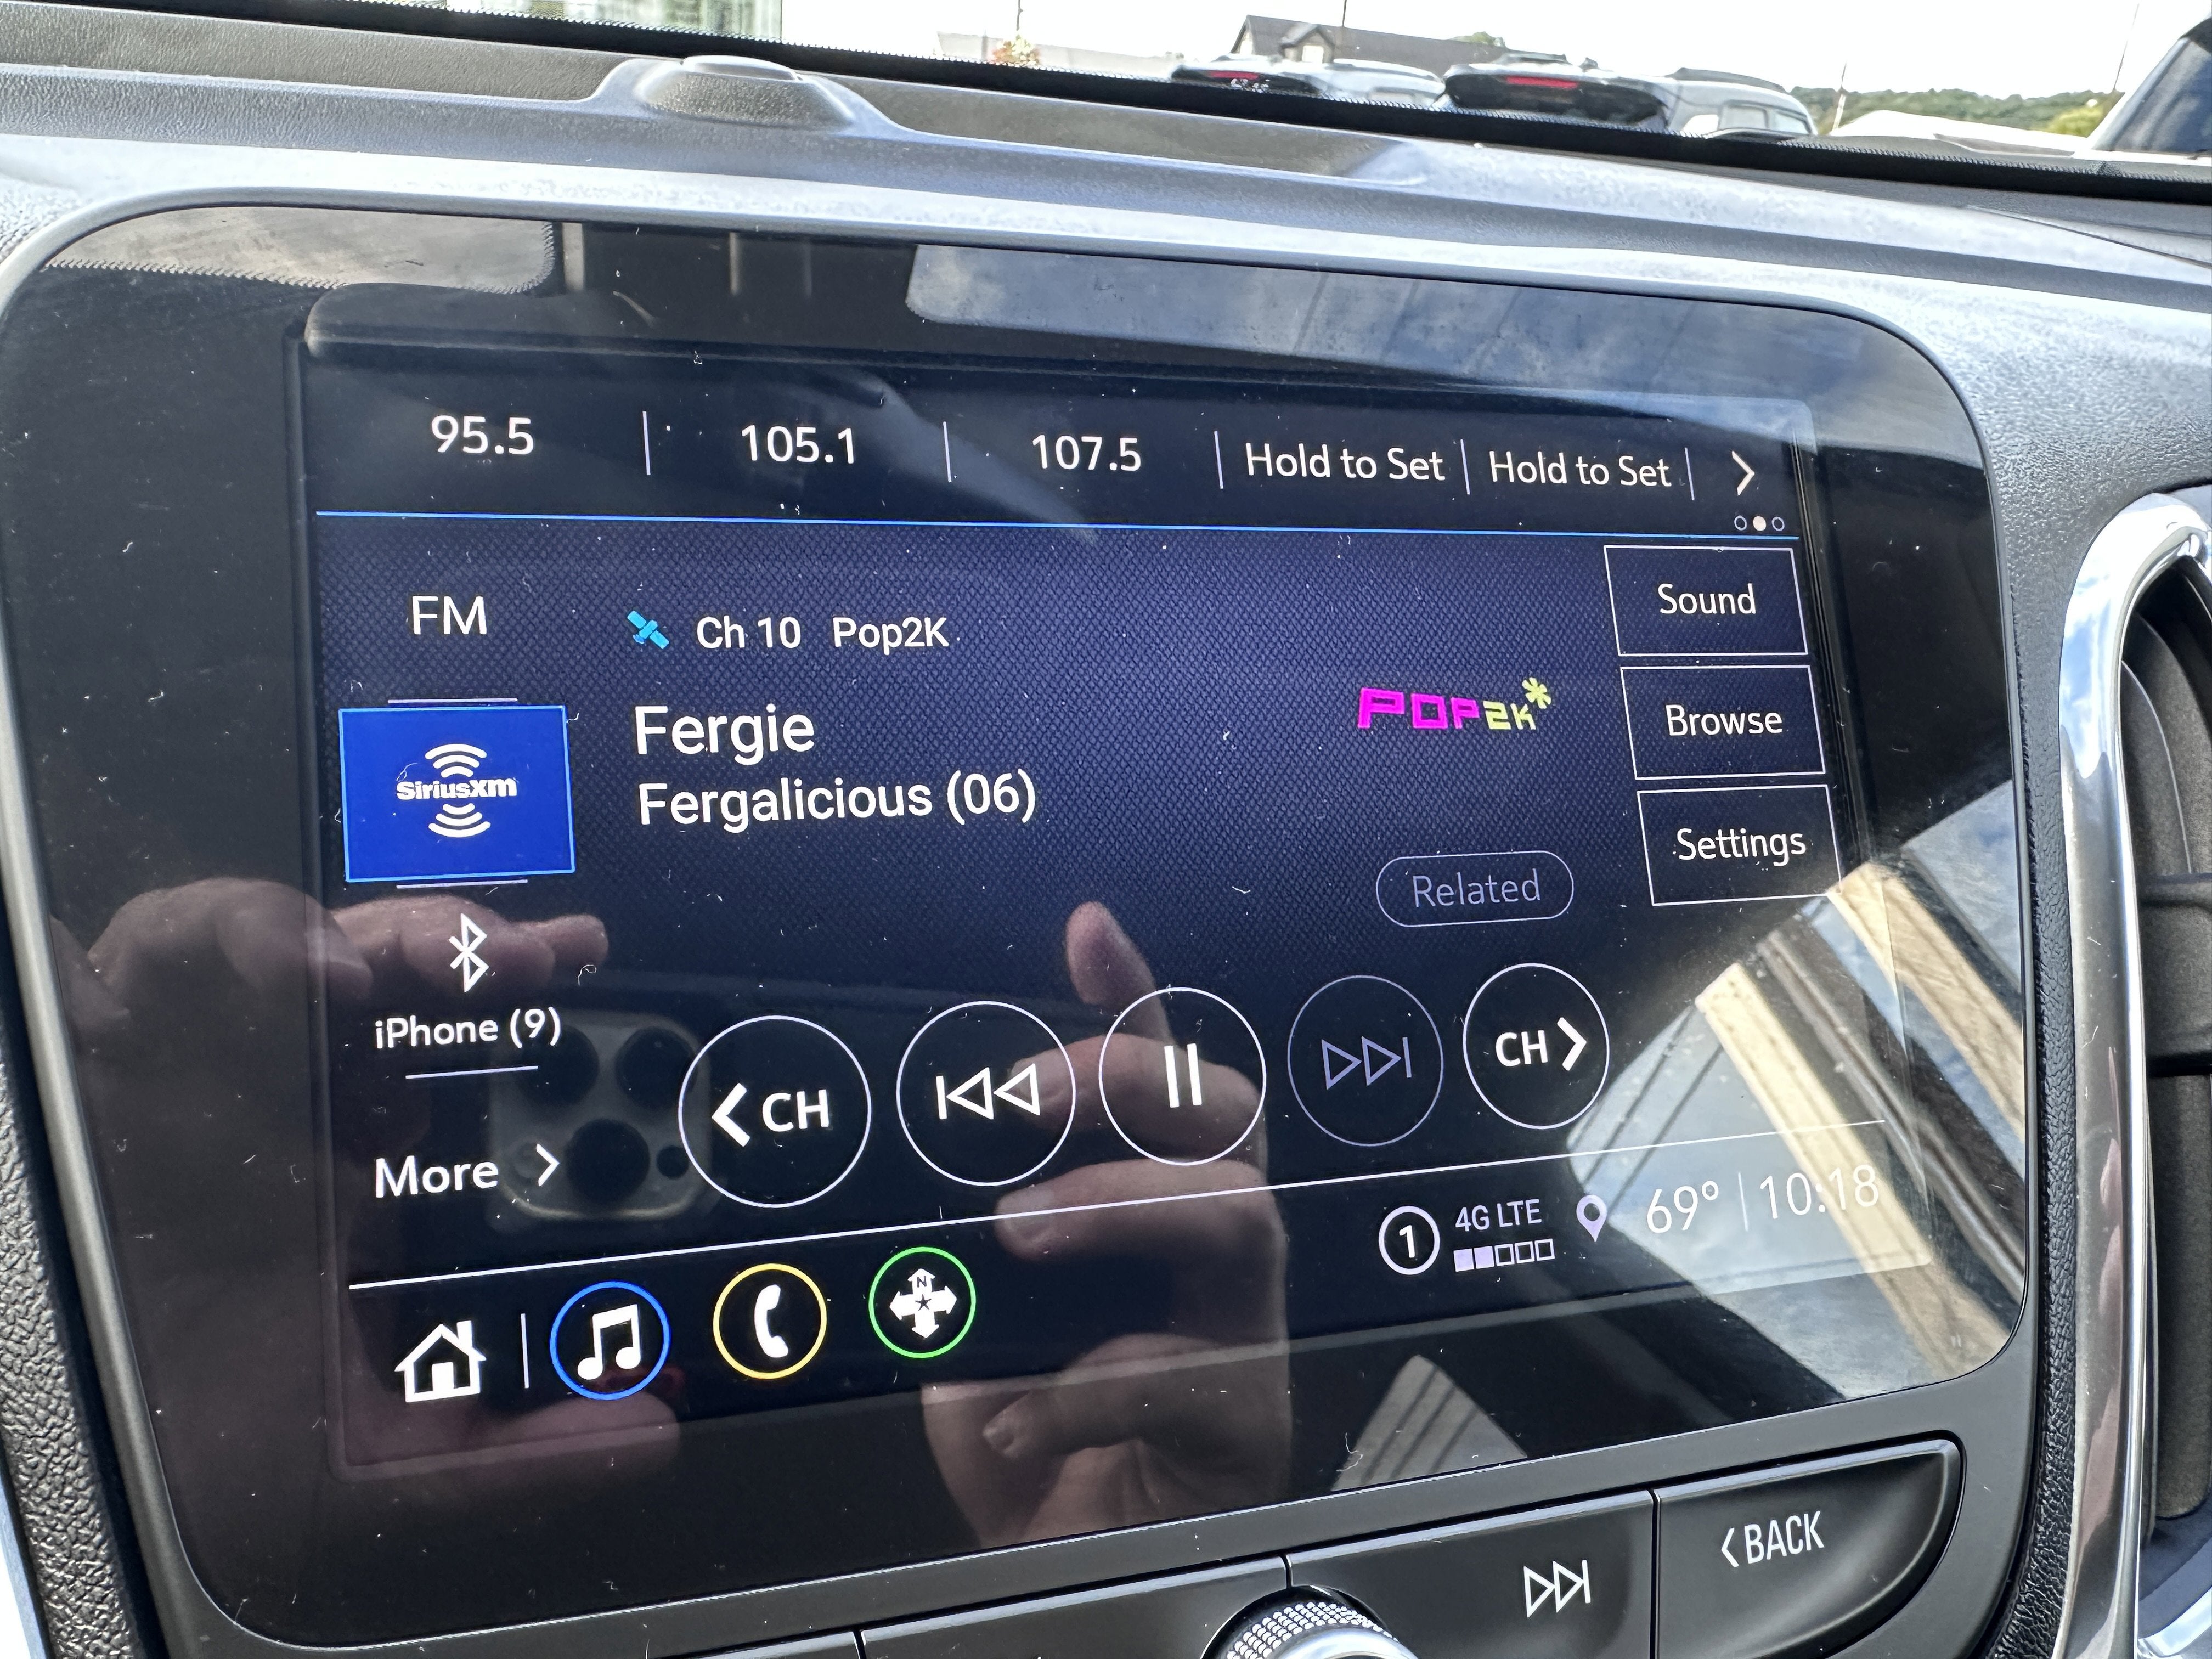 95.5 | 105.1 | 107.5 | Hold to Set | Hold to Set |
FM
Ch 10 Pop2K
Sound
SiriusXM
Fergie
POP2K*
Browse
Fergalicious (06)
Settings
Related
iPhone (9)
< CH
CH >
More >
1 4G LTE 69° | 10:18
N
< BACK